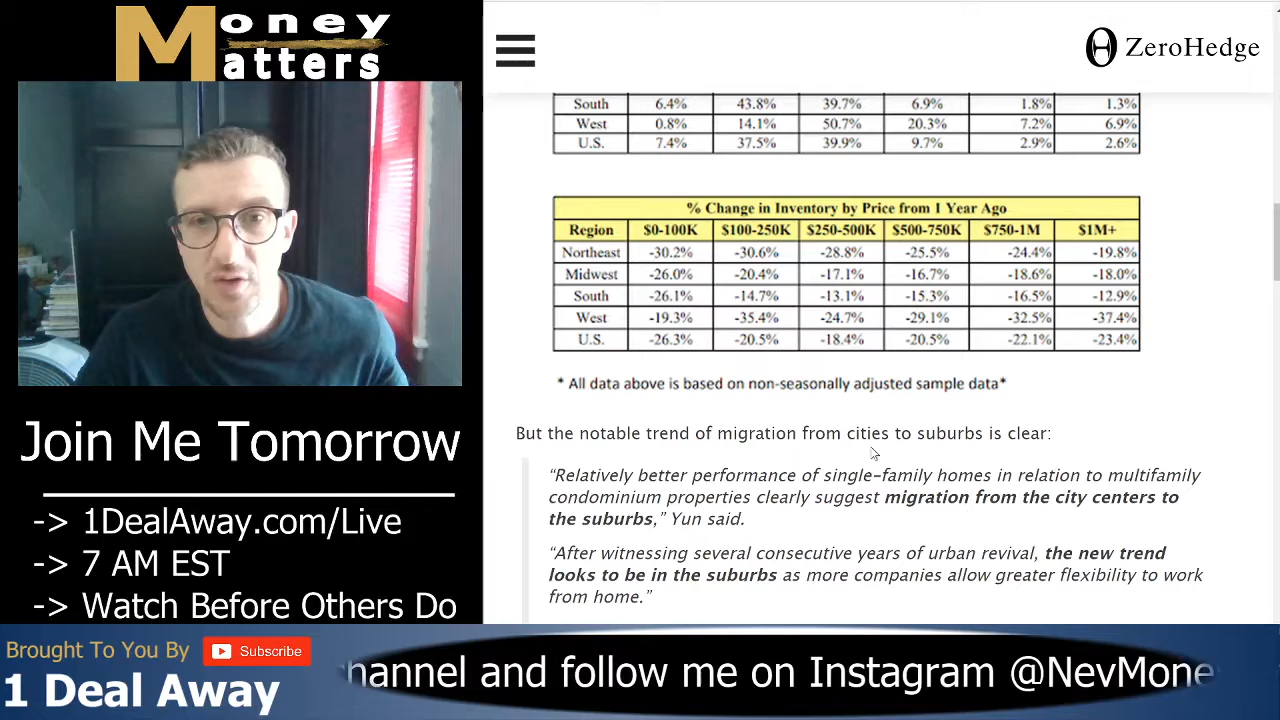 Money
Matters
Join Me Tomorrow
-> 1DealAway.com/Live
-> 7 AM EST
-> Watch Before Others Do
ZeroHedge
South 6.4% 43.8% 39.7% 6.9% 1.8% 1.3%
West 0.8% 14.1% 50.7% 20.3% 7.2% 6.9%
U.S. 7.4% 37.5% 39.9% 9.7% 2.9% 2.6%
% Change in Inventory by Price from 1 Year Ago
Region $0-100K $100-250K $250-500K $500-750K $750-1M $1M+
Northeast -30.2% -30.6% -28.8% -25.5% -24.4% -19.8%
Midwest -26.0% -20.4% -17.1% -16.7% -18.6% -18.0%
South -26.1% -14.7% -13.1% -15.3% -16.5% -12.9%
West -19.3% -35.4% -24.7% -29.1% -32.5% -37.4%
U.S. -26.3% -20.5% -18.4% -20.5% -22.1% -23.4%
* All data above is based on non-seasonally adjusted sample data*
But the notable trend of migration from cities to suburbs is clear:
“Relatively better performance of single-family homes in relation to multifamily
condominium properties clearly suggest migration from the city centers to
the suburbs,” Yun said.
“After witnessing several consecutive years of urban revival, the new trend
looks to be in the suburbs as more companies allow greater flexibility to work
from home.”
Brought To You By Subscribe
1 Deal Away
hannel and follow me on Instagram @NevMone